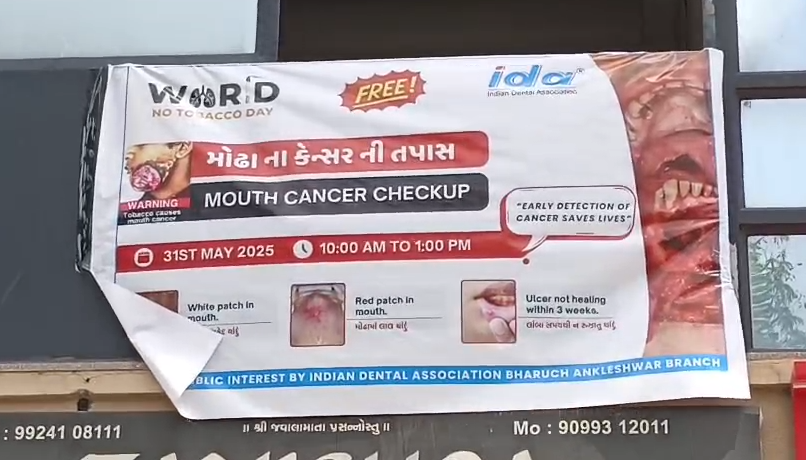 WORLD
NO TOBACCO DAY
FREE!
ida
Indian Dental Association
મોઢા ના કેન્સર ની તપાસ
WARNING
Tobacco causes
mouth cancer
MOUTH CANCER CHECKUP
"EARLY DETECTION OF
CANCER SAVES LIVES"
31ST MAY 2025 10:00 AM TO 1:00 PM
White patch in
mouth.
Red patch in
mouth.
મોઢામાં લાલ ચાંદુ
Ulcer not healing
within 3 weeks.
લાંબા સમયથી ન રુઝાતુ ચાંદુ
BLIC INTEREST BY INDIAN DENTAL ASSOCIATION BHARUCH ANKLESHWAR BRANCH
: 99241 08111
॥ શ્રી જ્વાલામાતા પ્રસન્નોસ્તુ ॥
Mo : 90993 12011